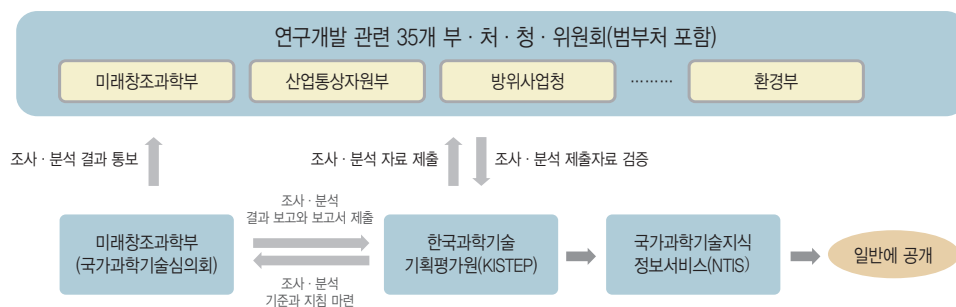 연구개발 관련 35개 부 · 처 · 청 · 위원회(범부처 포함)
미래창조과학부
산업통상자원부
방위사업청
………
환경부
조사 · 분석 결과 통보
조사 · 분석 자료 제출
조사 · 분석 제출자료 검증
조사 · 분석
결과 보고와 보고서 제출
미래창조과학부
(국가과학기술심의회)
한국과학기술
기획평가원(KISTEP)
국가과학기술지식
정보서비스(NTIS)
일반에 공개
조사 · 분석
기준과 지침 마련